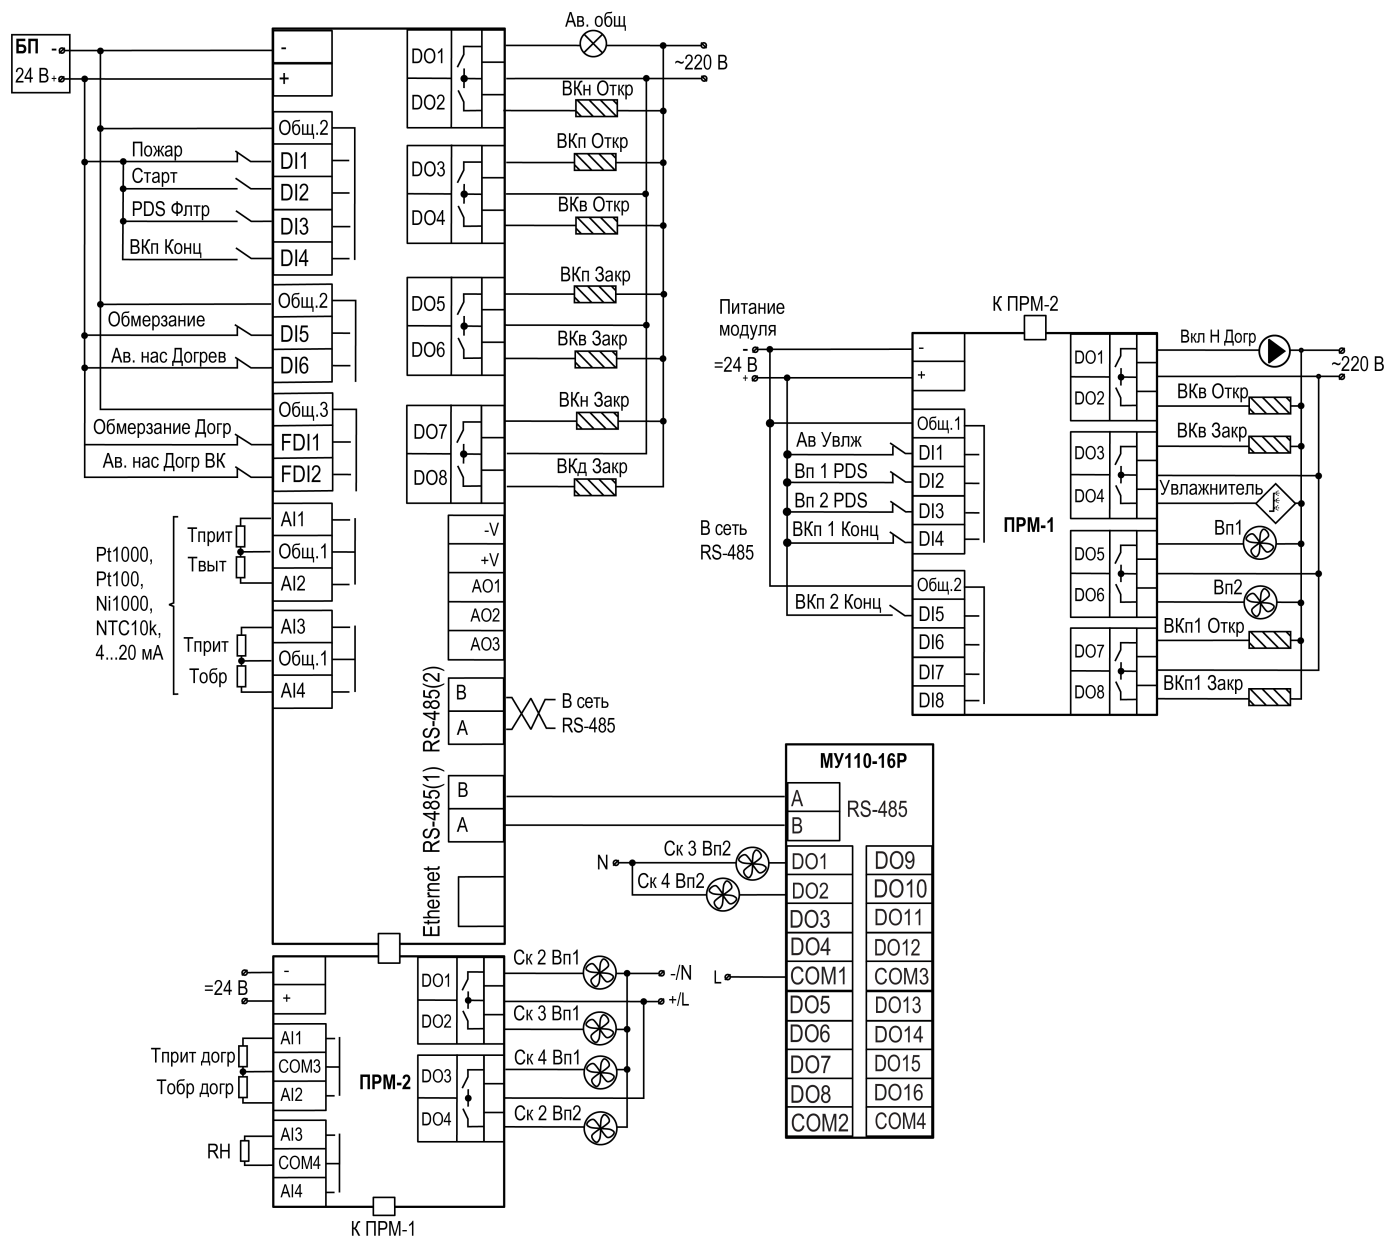 БП -
24 В +
-
+
Общ.2
Пожар DI1
Старт DI2
PDS Флтр DI3
ВКп Конц DI4
Общ.2
Обмерзание DI5
Ав. нас Догрев DI6
Общ.3
Обмерзание Догр FDI1
Ав. нас Догр ВК FDI2
Pt1000,
Pt100,
Ni1000,
NTC10k,
4...20 мА
AI1
Тприт
Общ.1
Твыт
AI2
AI3
Тприт
Общ.1
Тобр
AI4
DO1
DO2
DO3
DO4
DO5
DO6
DO7
DO8
Ав. общ
~220 В
ВКн Откр
ВКп Откр
ВКв Откр
ВКп Закр
ВКв Закр
ВКн Закр
ВКд Закр
-V
+V
AO1
AO2
AO3
RS-485(2)
B
A
В сеть
RS-485
RS-485(1)
B
A
Ethernet
=24 В
-
+
AI1
Тприт догр
COM3
Тобр догр
AI2
AI3
RH
COM4
AI4
ПРМ-2
DO1
DO2
DO3
DO4
Ск 2 Вп1
-/N
+/L
Ск 3 Вп1
Ск 4 Вп1
Ск 2 Вп2
К ПРМ-1
Питание
модуля
-
=24 В
+
К ПРМ-2
-
+
Общ.1
Ав Увлж DI1
Вп 1 PDS DI2
Вп 2 PDS DI3
ВКп 1 Конц DI4
В сеть
RS-485
Общ.2
ВКп 2 Конц DI5
DI6
DI7
DI8
ПРМ-1
DO1
DO2
DO3
DO4
DO5
DO6
DO7
DO8
Вкл Н Догр
~220 В
ВКв Откр
ВКв Закр
Увлажнитель
Вп1
Вп2
ВКп1 Откр
ВКп1 Закр
МУ110-16Р
A
B
RS-485
N
Ск 3 Вп2
Ск 4 Вп2
L
DO1 DO9
DO2 DO10
DO3 DO11
DO4 DO12
COM1 COM3
DO5 DO13
DO6 DO14
DO7 DO15
DO8 DO16
COM2 COM4